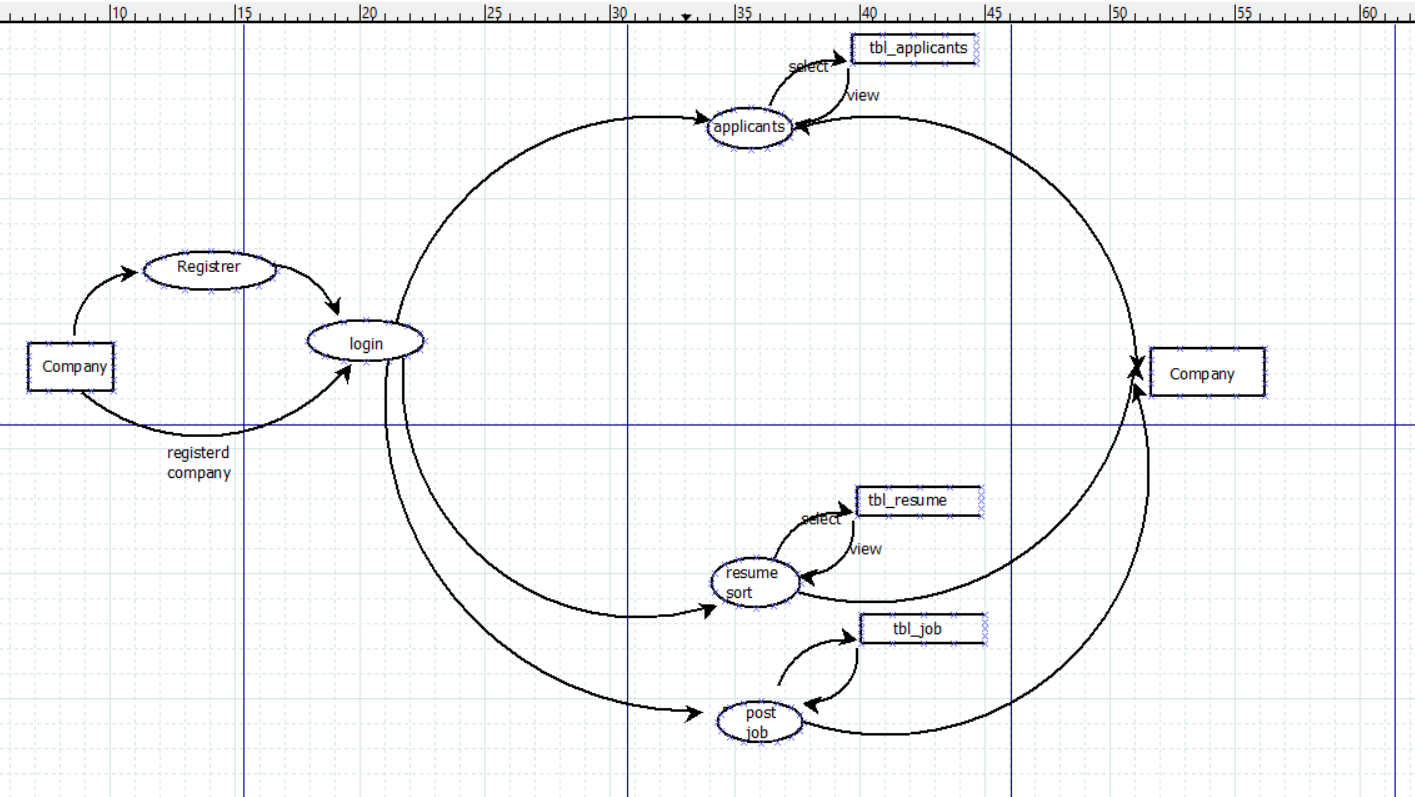 10 15 20 25 30 35 40 45 50 55 60
tbl_applicants
select
view
applicants
Registrer
login
Company
Company
registerd
company
tbl_resume
select
view
resume
sort
tbl_job
post
job